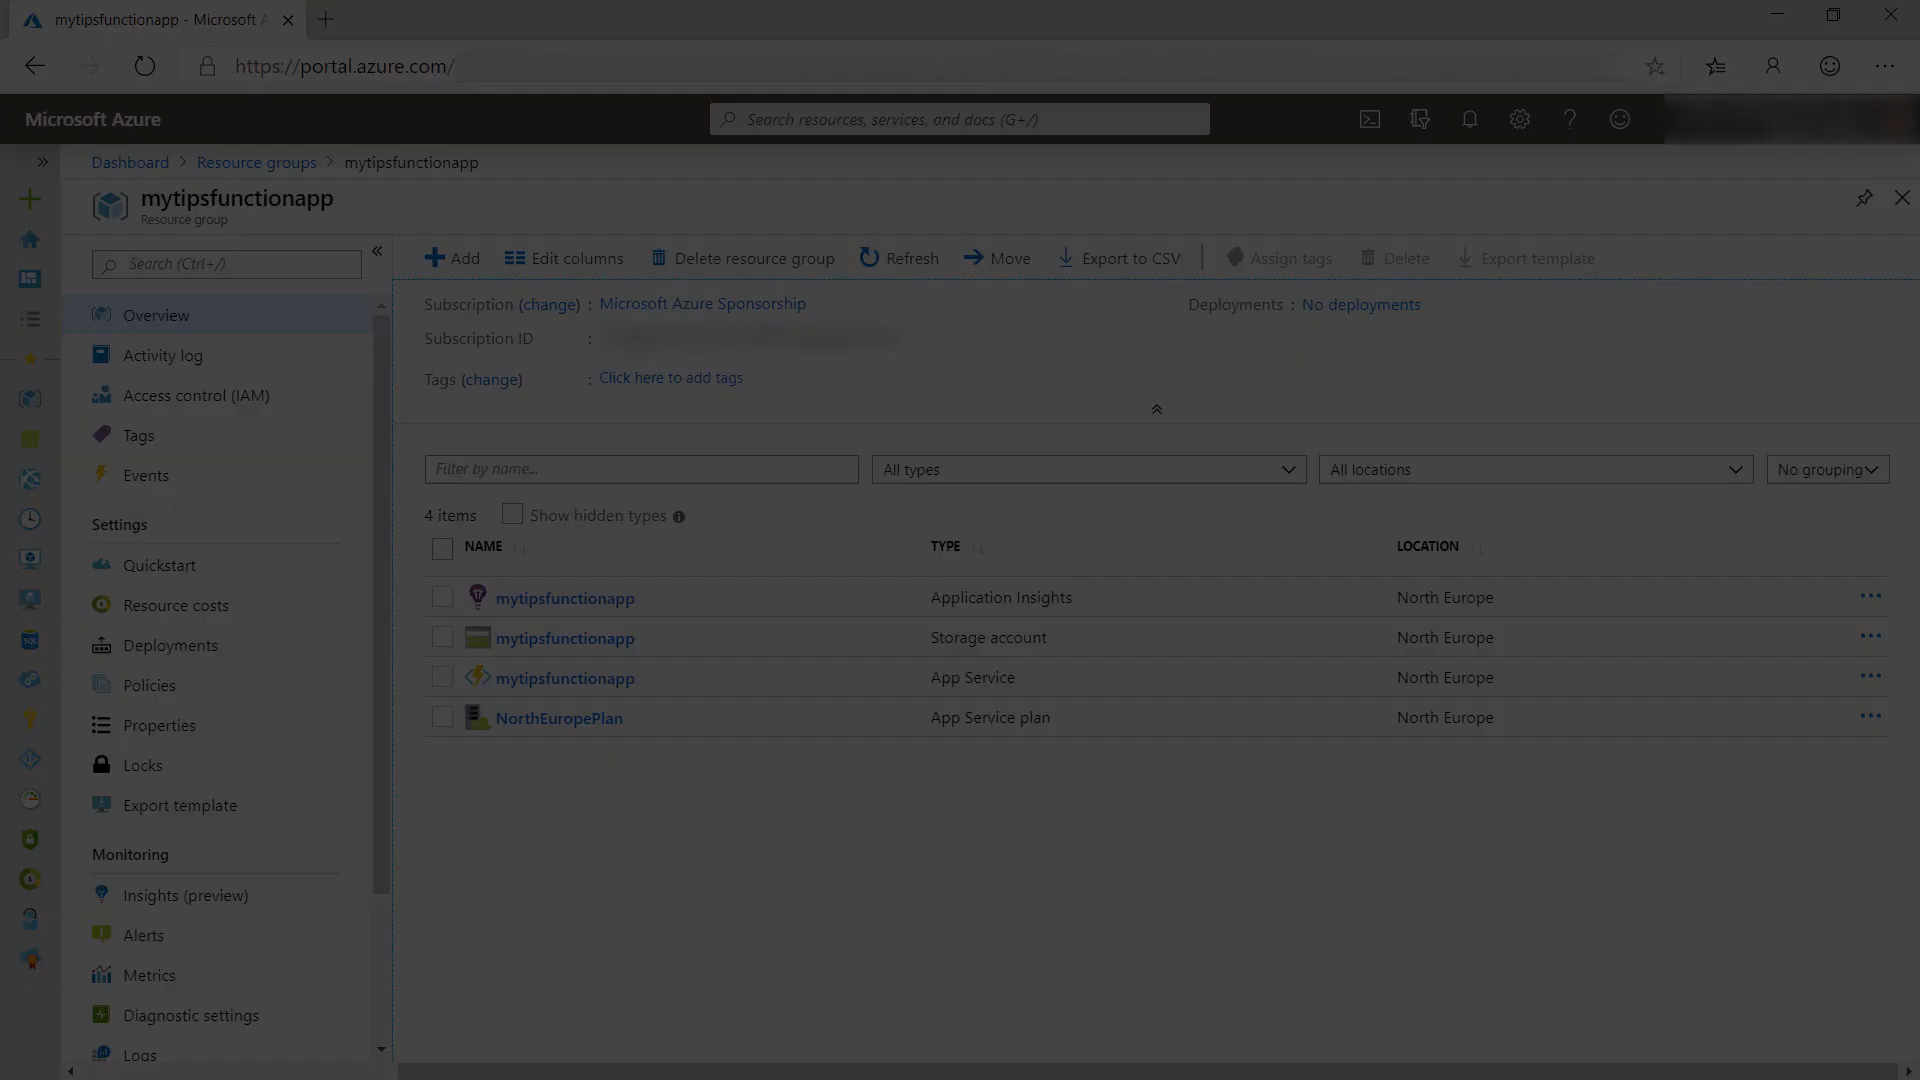 mytipsfunctionapp - Microsoft A
https://portal.azure.com/
Microsoft Azure
Search resources, services, and docs (G+/)
Dashboard > Resource groups > mytipsfunctionapp
mytipsfunctionapp
Resource group
Search (Ctrl+/)
Overview
Activity log
Access control (IAM)
Tags
Events
Settings
Quickstart
Resource costs
Deployments
Policies
Properties
Locks
Export template
Monitoring
Insights (preview)
Alerts
Metrics
Diagnostic settings
Logs
Add Edit columns Delete resource group Refresh Move Export to CSV Assign tags Delete Export template
Subscription (change) : Microsoft Azure Sponsorship
Deployments : No deployments
Subscription ID :
Tags (change) : Click here to add tags
Filter by name... All types All locations No grouping
4 items Show hidden types
NAME TYPE LOCATION
mytipsfunctionapp Application Insights North Europe
mytipsfunctionapp Storage account North Europe
mytipsfunctionapp App Service North Europe
NorthEuropePlan App Service plan North Europe